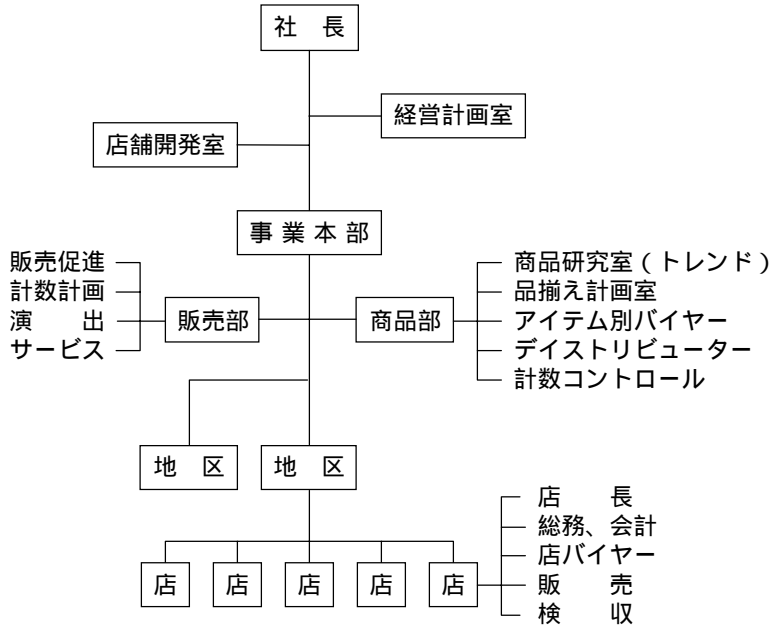 社　長
経営計画室
店舗開発室
事業本部
販売促進
計数計画
演　　出
サービス
販売部
商品部
商品研究室（トレンド）
品揃え計画室
アイテム別バイヤー
デイストリビューター
計数コントロール
地　区
地　区
店
店
店
店
店
店　　長
総務、会計
店バイヤー
販　　売
検　　収